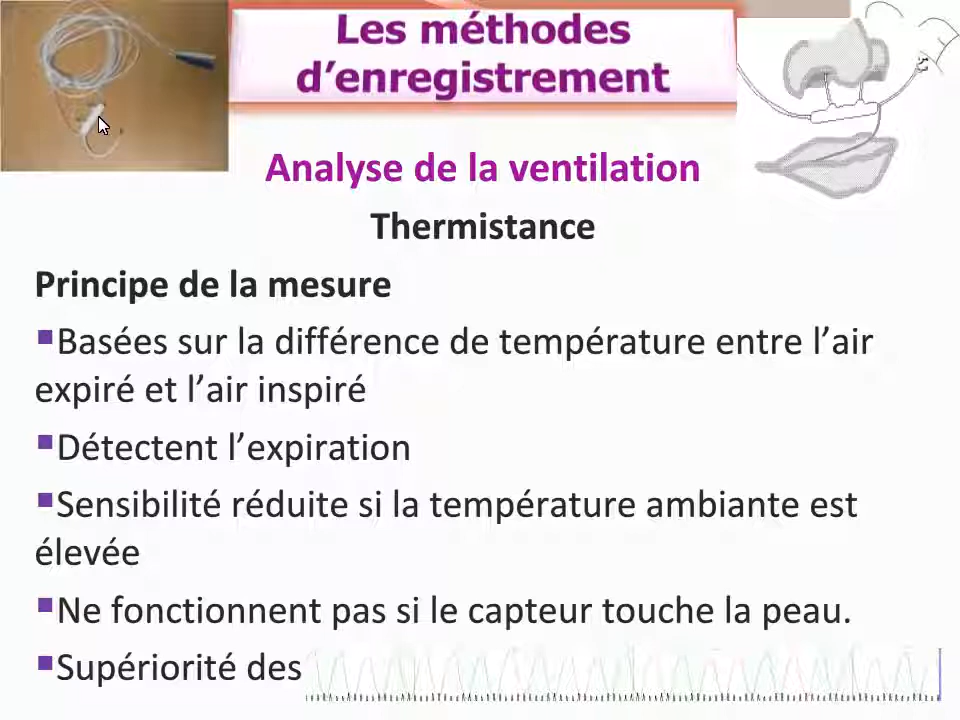 Les méthodes
d’enregistrement
Analyse de la ventilation
Thermistance
Principe de la mesure
▪Basées sur la différence de température entre l’air
expiré et l’air inspiré
▪Détectent l’expiration
▪Sensibilité réduite si la température ambiante est
élevée
▪Ne fonctionnent pas si le capteur touche la peau.
▪Supériorité des